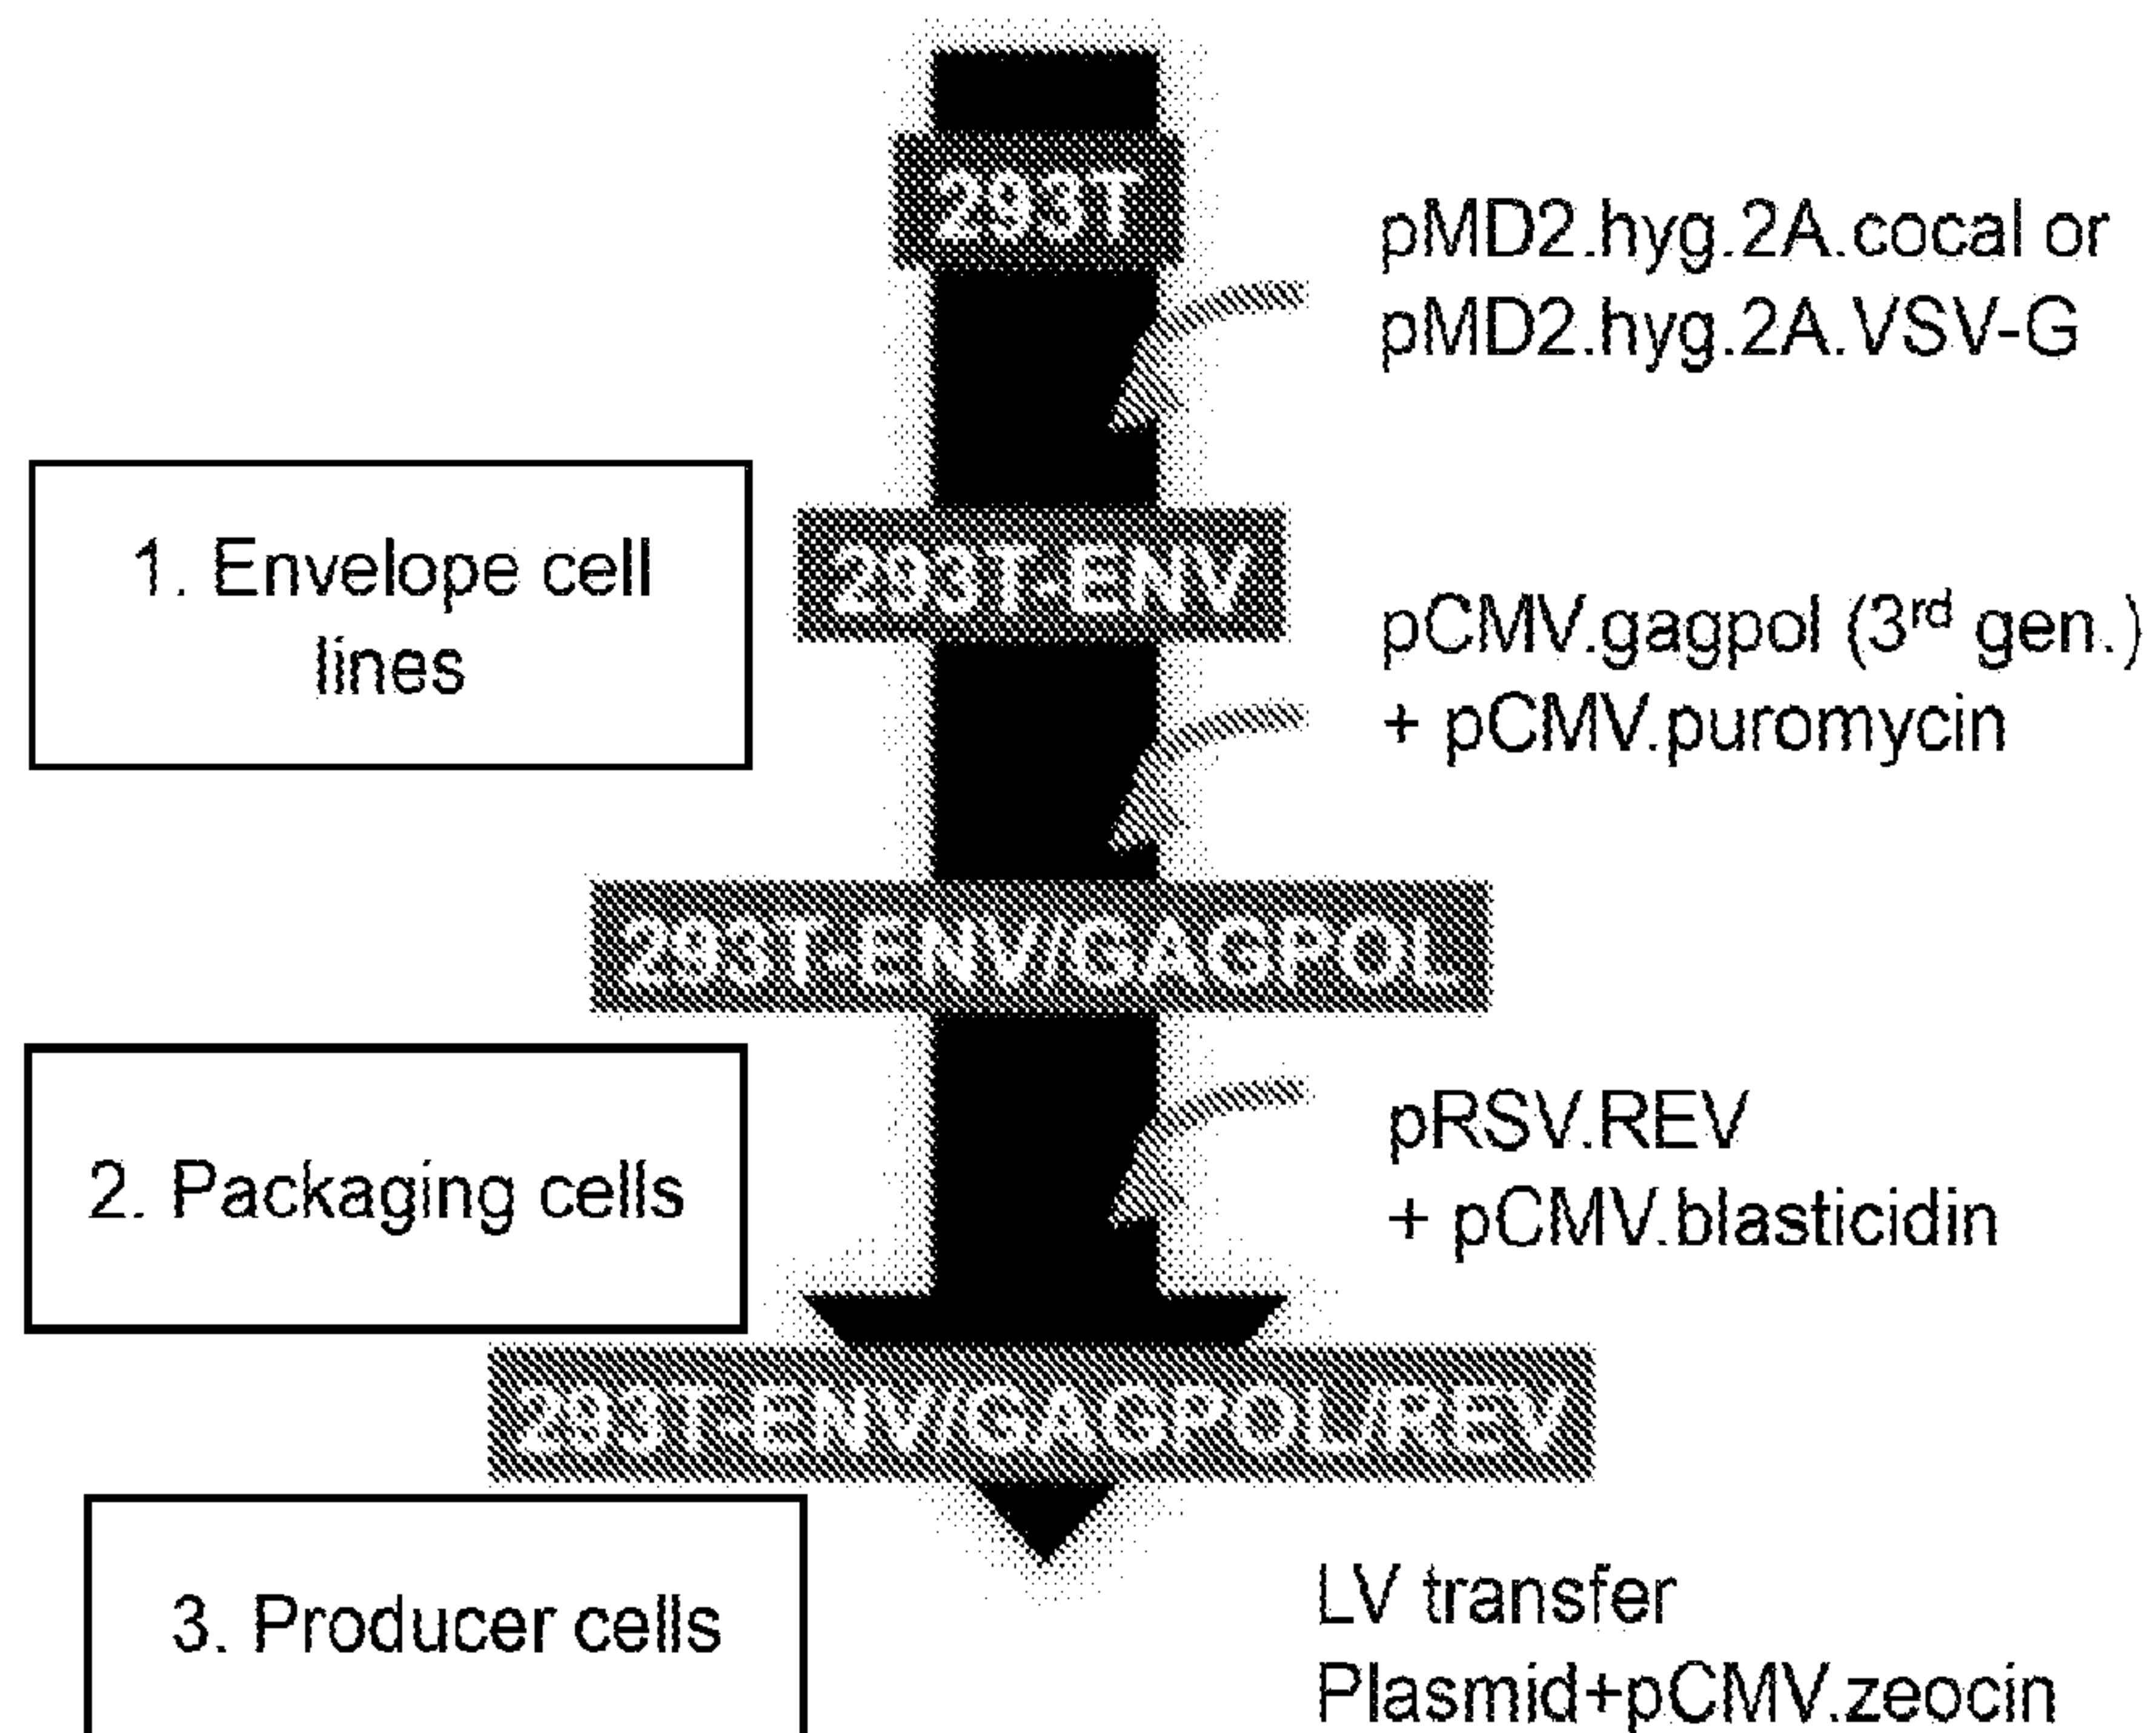 293T
pMD2.hyg.2A.cocal or
pMD2.hyg.2A.VSV-G
1. Envelope cell
lines
293T-ENV
pCMV.gagpol (3rd gen.)
+ pCMV.puromycin
293T-ENV/GAGPOL
2. Packaging cells
pRSV.REV
+ pCMV.blasticidin
293T-ENV/GAGPOL/REV
3. Producer cells
LV transfer
Plasmid+pCMV.zeocin